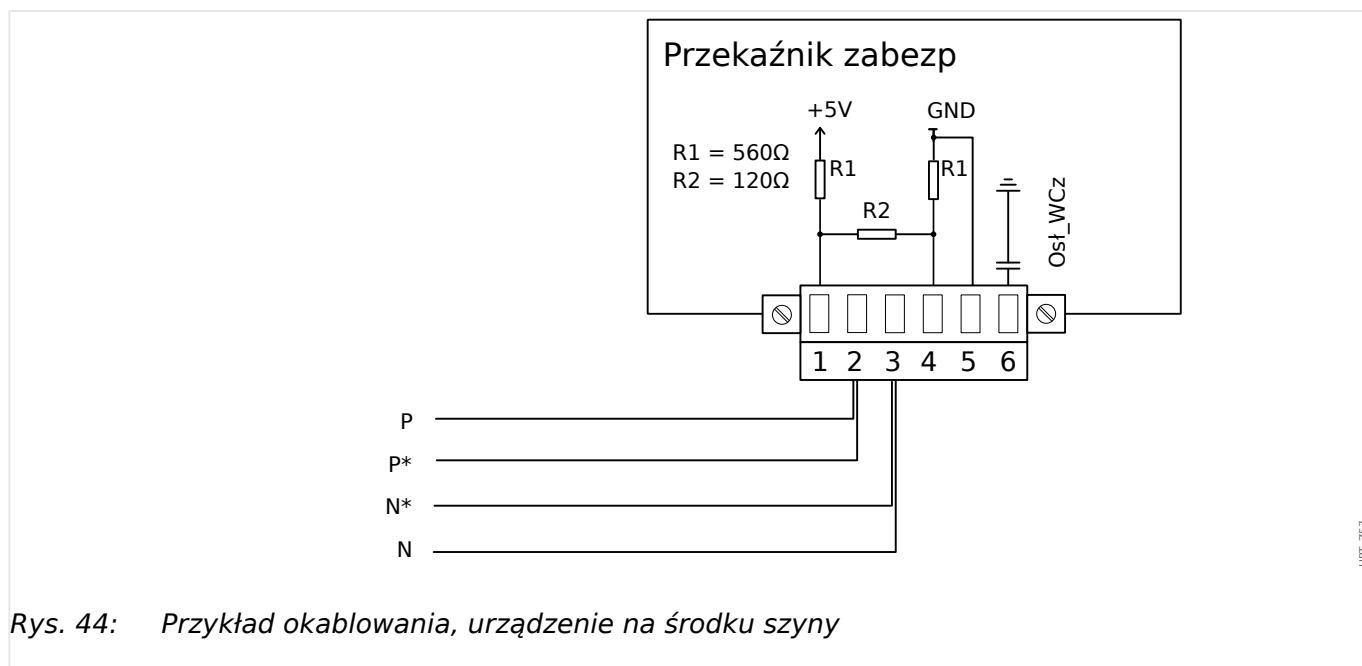 Przekaźnik zabezp
+5V
GND
R1 = 560Ω
R2 = 120Ω
R1
R1
R2
Osł_WCz
1 2 3 4 5 6
P
P*
N*
N
Rys. 44: Przykład okablowania, urządzenie na środku szyny